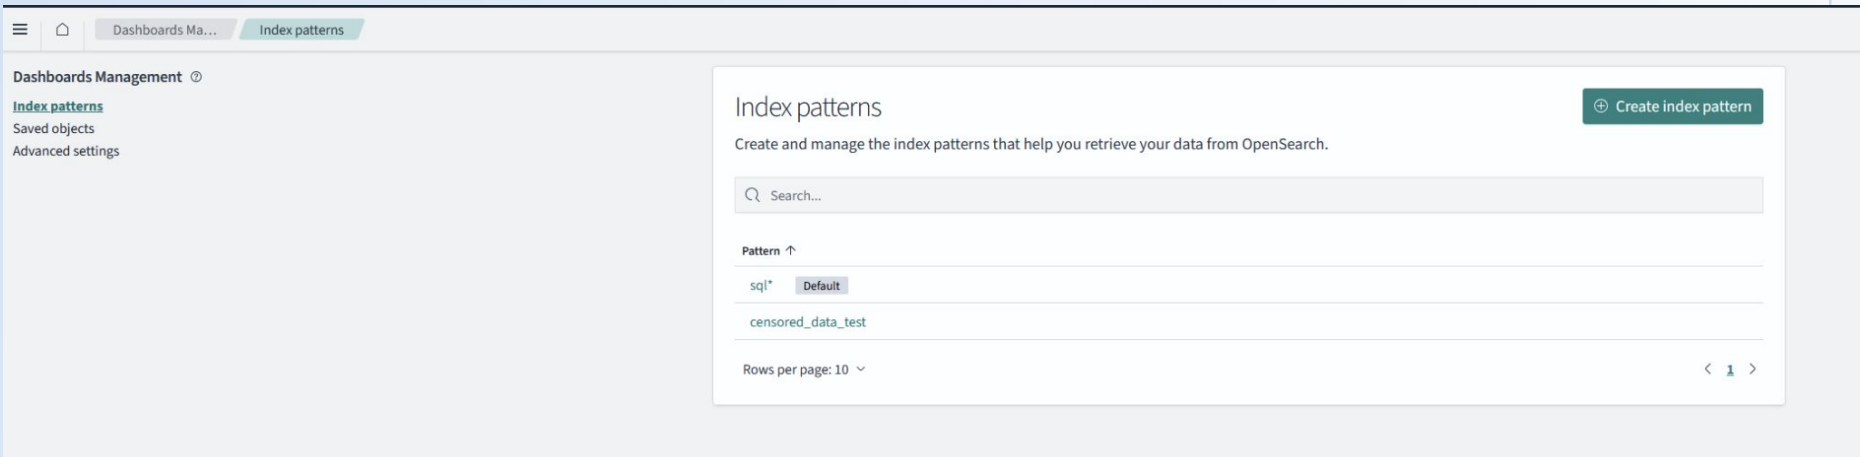 Dashboards Ma...
Index patterns
Dashboards Management
Index patterns
Saved objects
Advanced settings
Index patterns
Create index pattern
Create and manage the index patterns that help you retrieve your data from OpenSearch.
Search...
Pattern
sql* Default
censored_data_test
Rows per page: 10
1